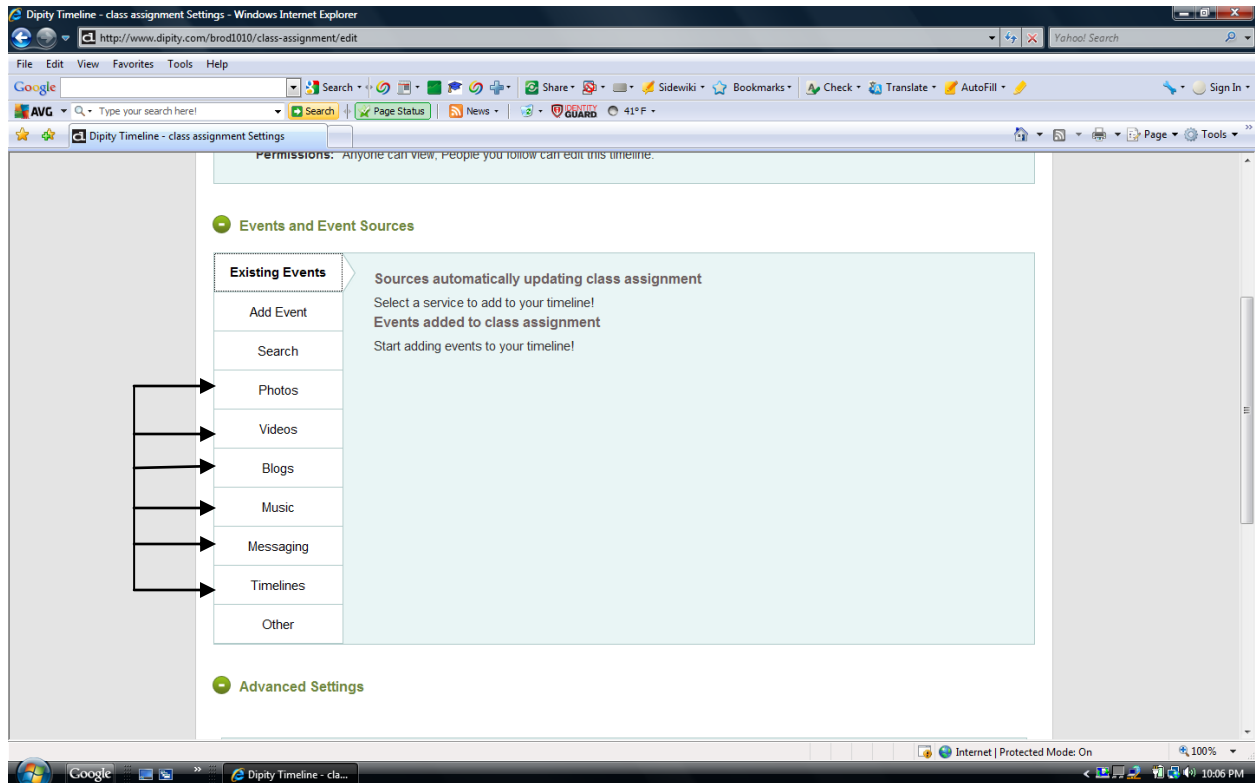 Dipity Timeline - class assignment Settings - Windows Internet Explorer
http://www.dipity.com/brod1010/class-assignment/edit
Yahoo! Search
File Edit View Favorites Tools Help
Google Search Share Sidewiki Bookmarks Check Translate AutoFill Sign In
AVG Type your search here! Search Page Status News IDENTITY GUARD 41°F
Dipity Timeline - class assignment Settings Page Tools
Permissions: Anyone can view, People you follow can edit this timeline.
Events and Event Sources
Existing Events
Sources automatically updating class assignment
Select a service to add to your timeline!
Events added to class assignment
Start adding events to your timeline!
Add Event
Search
Photos
Videos
Blogs
Music
Messaging
Timelines
Other
Advanced Settings
Internet | Protected Mode: On 100%
Google Dipity Timeline - cla... 10:06 PM